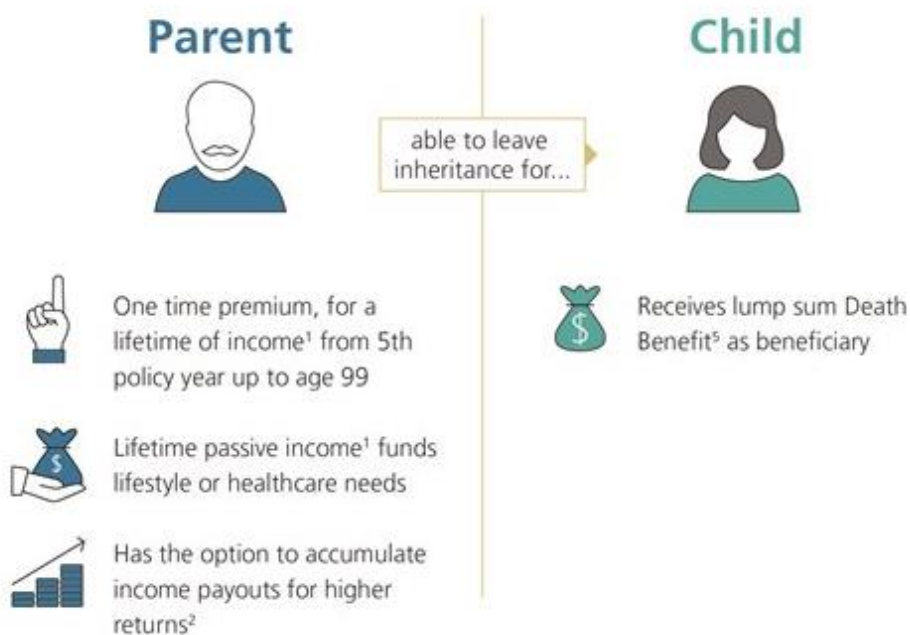 Parent
Child
able to leave
inheritance for...
One time premium, for a
lifetime of income¹ from 5th
policy year up to age 99
Lifetime passive income¹ funds
lifestyle or healthcare needs
Has the option to accumulate
income payouts for higher
returns²
Receives lump sum Death
Benefit⁵ as beneficiary
$
$